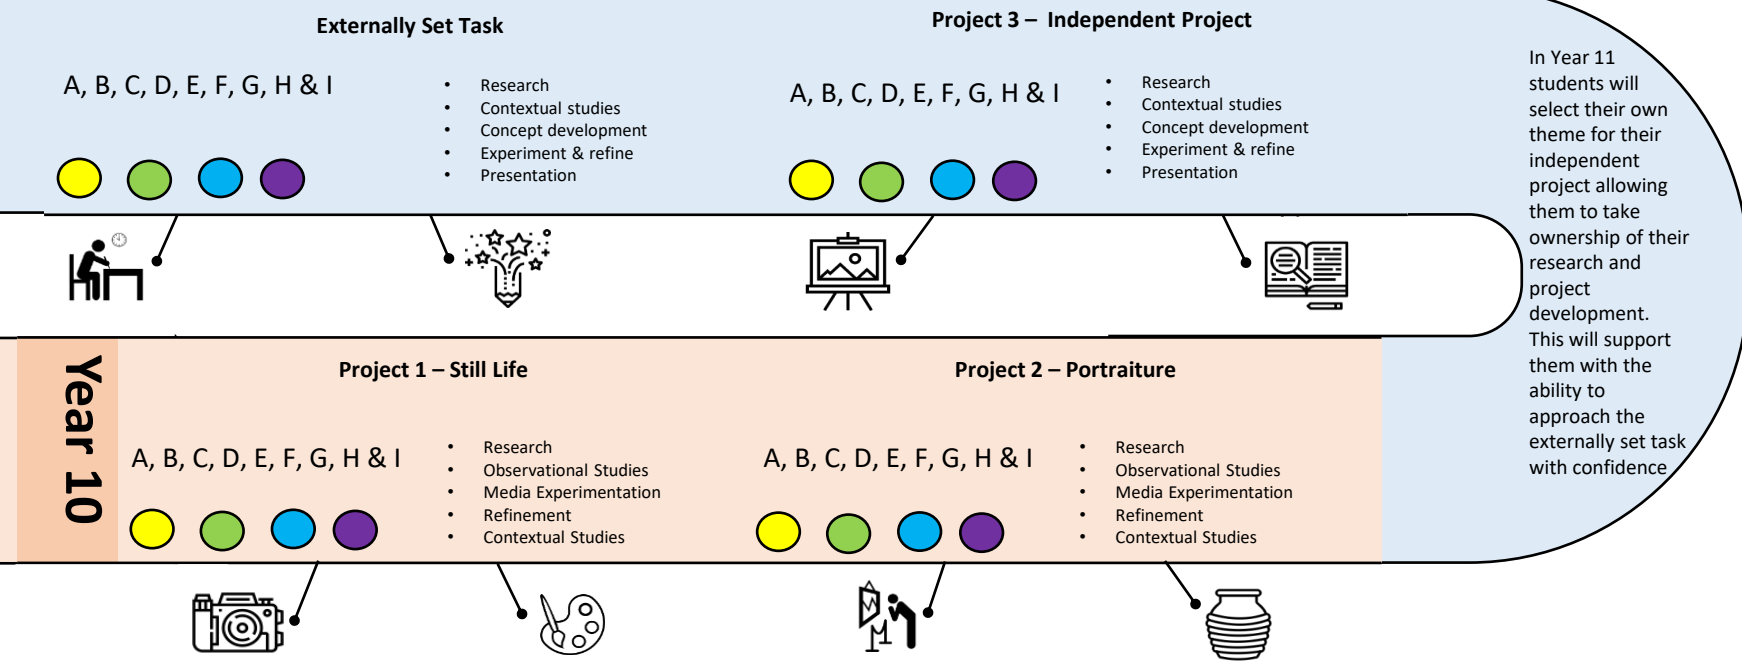 Externally Set Task
A, B, C, D, E, F, G, H & I
• Research
• Contextual studies
• Concept development
• Experiment & refine
• Presentation
Project 3 – Independent Project
A, B, C, D, E, F, G, H & I
• Research
• Contextual studies
• Concept development
• Experiment & refine
• Presentation
In Year 11
students will
select their own
theme for their
independent
project allowing
them to take
ownership of their
research and
project
development.
This will support
them with the
ability to
approach the
externally set task
with confidence
Year 10
Project 1 – Still Life
A, B, C, D, E, F, G, H & I
• Research
• Observational Studies
• Media Experimentation
• Refinement
• Contextual Studies
Project 2 – Portraiture
A, B, C, D, E, F, G, H & I
• Research
• Observational Studies
• Media Experimentation
• Refinement
• Contextual Studies